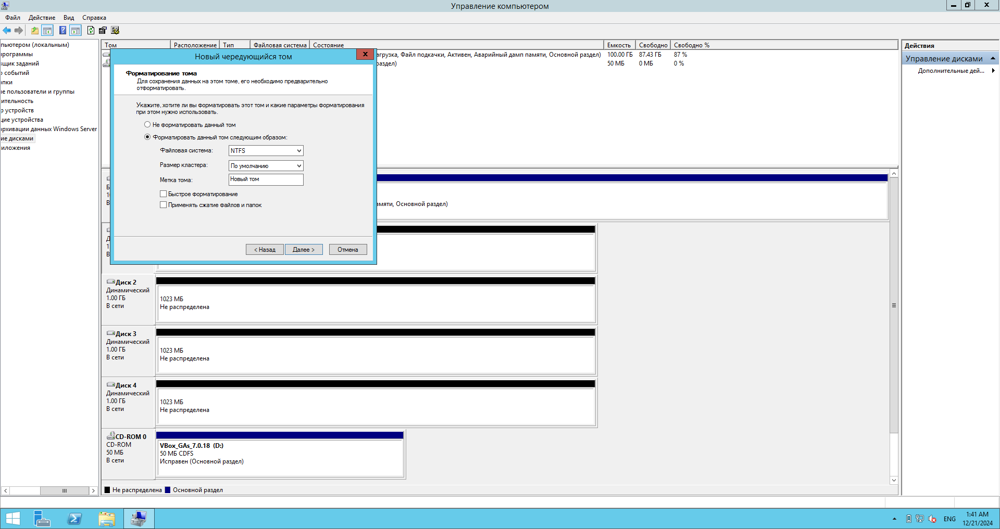 Управление компьютером
Файл Действие Вид Справка
пьютером (локальным)
программы
вщик заданий
о событий
апки
ие пользователи и группы
ительность
р устройств
цие устройства
архивации данных Windows Server
ие дисками
иложения
Том Расположение Тип Файловая система Состояние Емкость Свободно Свободно %
агрузка, Файл подкачки, Активен, Аварийный дамп памяти, Основной раздел) 100.00 ГБ 87.43 ГБ 87 %
раздел) 50 МБ 0 МБ 0 %
Новый чередующийся том
Форматирование тома
Для сохранения данных на этом томе, его необходимо предварительно
отформатировать.
Укажите, хотите ли вы форматировать этот том и какие параметры форматирования
при этом нужно использовать.
Не форматировать данный том
Форматировать данный том следующим образом:
Файловая система: NTFS
Размер кластера: По умолчанию
Метка тома: Новый том
Быстрое форматирование
Применять сжатие файлов и папок
< Назад Далее > Отмена
амяти, Основной раздел)
Диск 2
Динамический
1.00 ГБ
В сети
1023 МБ
Не распределена
Диск 3
Динамический
1.00 ГБ
В сети
1023 МБ
Не распределена
Диск 4
Динамический
1.00 ГБ
В сети
1023 МБ
Не распределена
CD-ROM 0
CD-ROM
50 МБ
В сети
VBox_GAs_7.0.18 (D:)
50 МБ CDFS
Исправен (Основной раздел)
Не распределена Основной раздел
Действия
Управление дисками
Дополнительные дей...
ENG
1:41 AM
12/21/2024